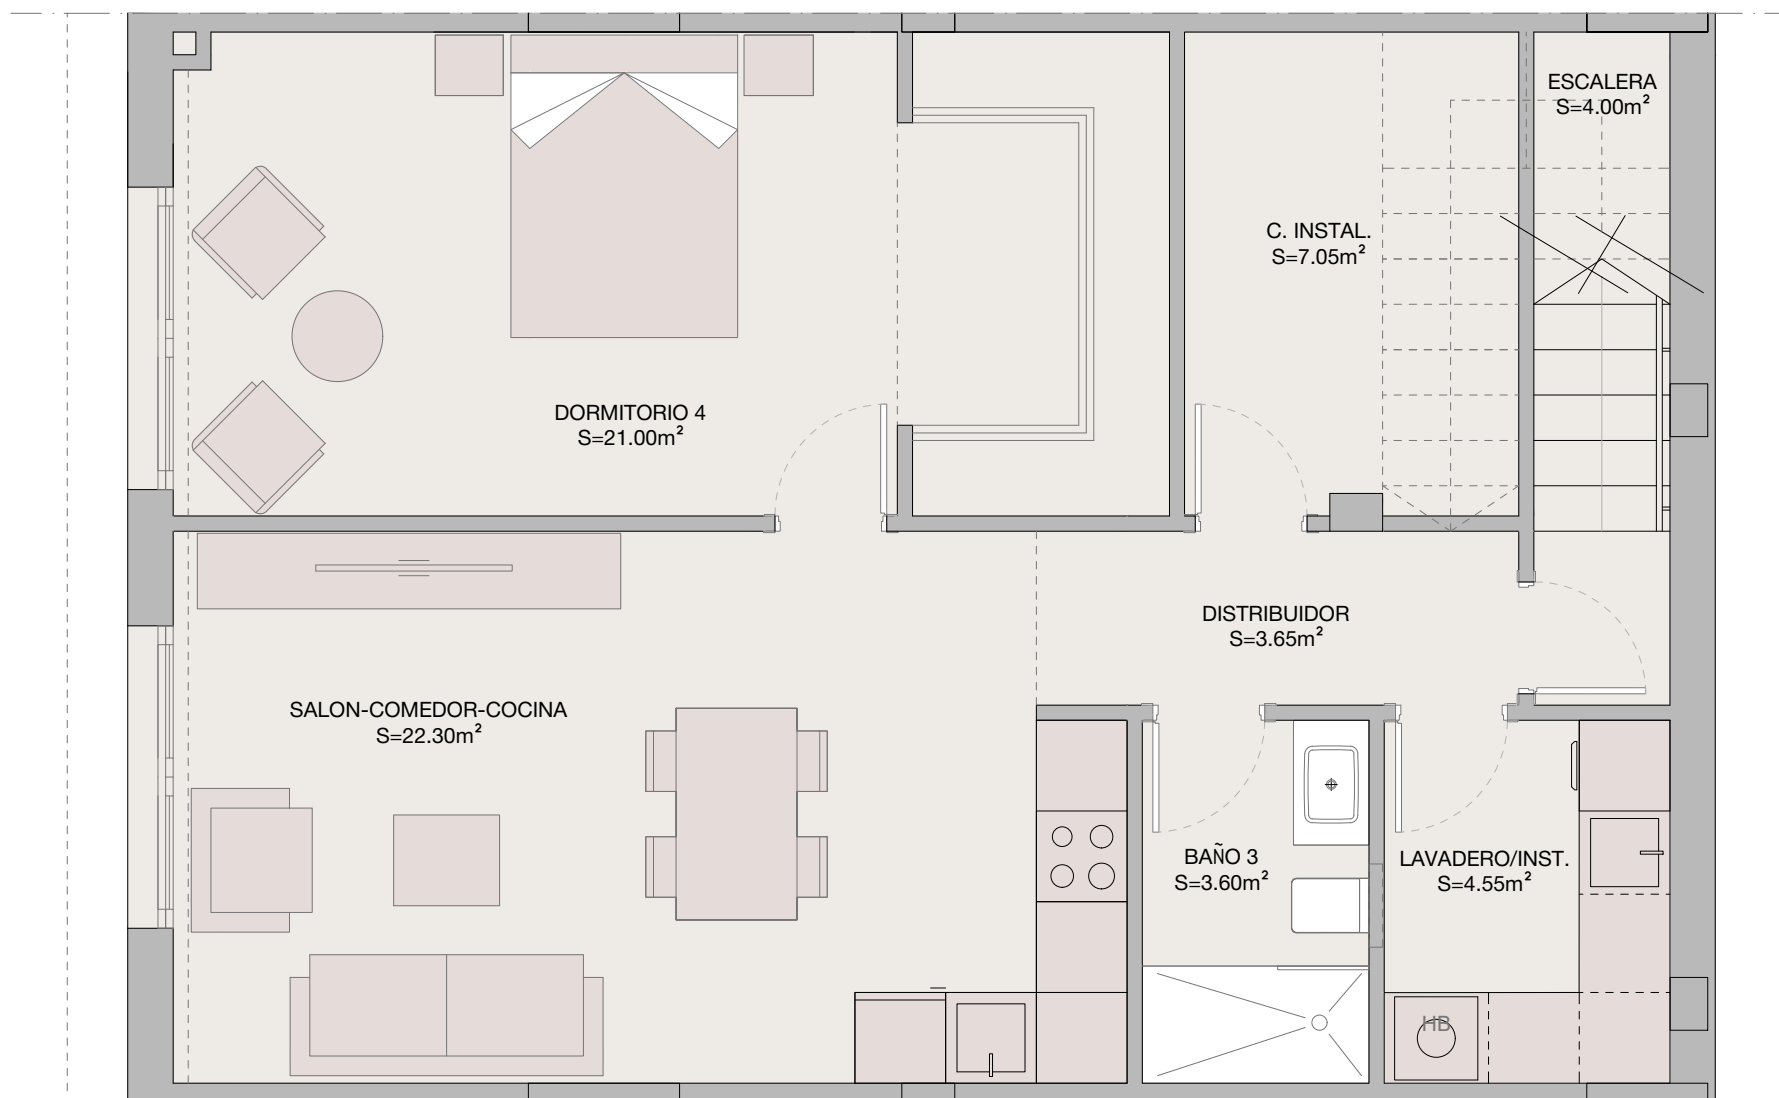 ESCALERA
S=4.00m²
C. INSTAL.
S=7.05m²
DORMITORIO 4
S=21.00m²
DISTRIBUIDOR
S=3.65m²
SALON-COMEDOR-COCINA
S=22.30m²
BAÑO 3
S=3.60m²
LAVADERO/INST.
S=4.55m²
HB